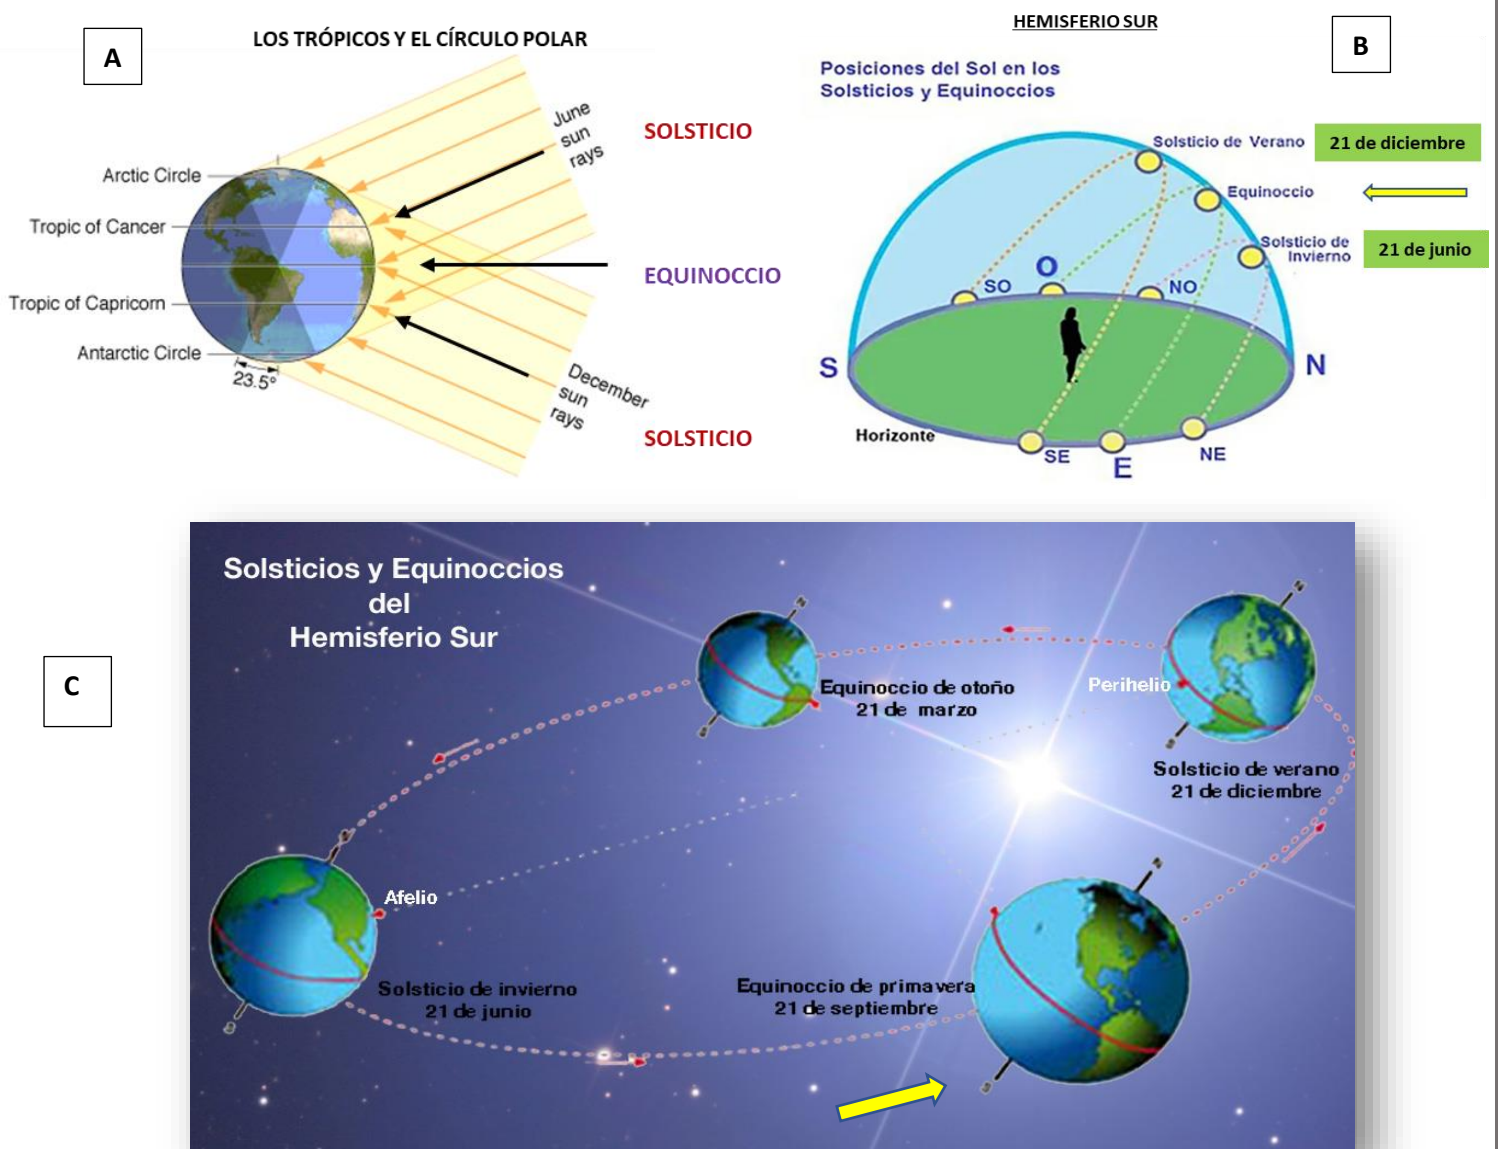 A
LOS TRÓPICOS Y EL CÍRCULO POLAR
June
sun
rays
SOLSTICIO
Arctic Circle
Tropic of Cancer
EQUINOCCIO
Tropic of Capricorn
Antarctic Circle
23.5°
December
sun
rays
SOLSTICIO
HEMISFERIO SUR
B
Posiciones del Sol en los
Solsticios y Equinoccios
Solsticio de Verano
21 de diciembre
Equinoccio
Solsticio de
Invierno
21 de junio
SO
O
NO
S
N
Horizonte
SE
E
NE
C
Solsticios y Equinoccios
del
Hemisferio Sur
N
Equinoccio de otoño
21 de marzo
S
N
Perihelio
S
Solsticio de verano
21 de diciembre
N
Afelio
Solsticio de invierno
21 de junio
S
N
Equinoccio de primavera
21 de septiembre
S